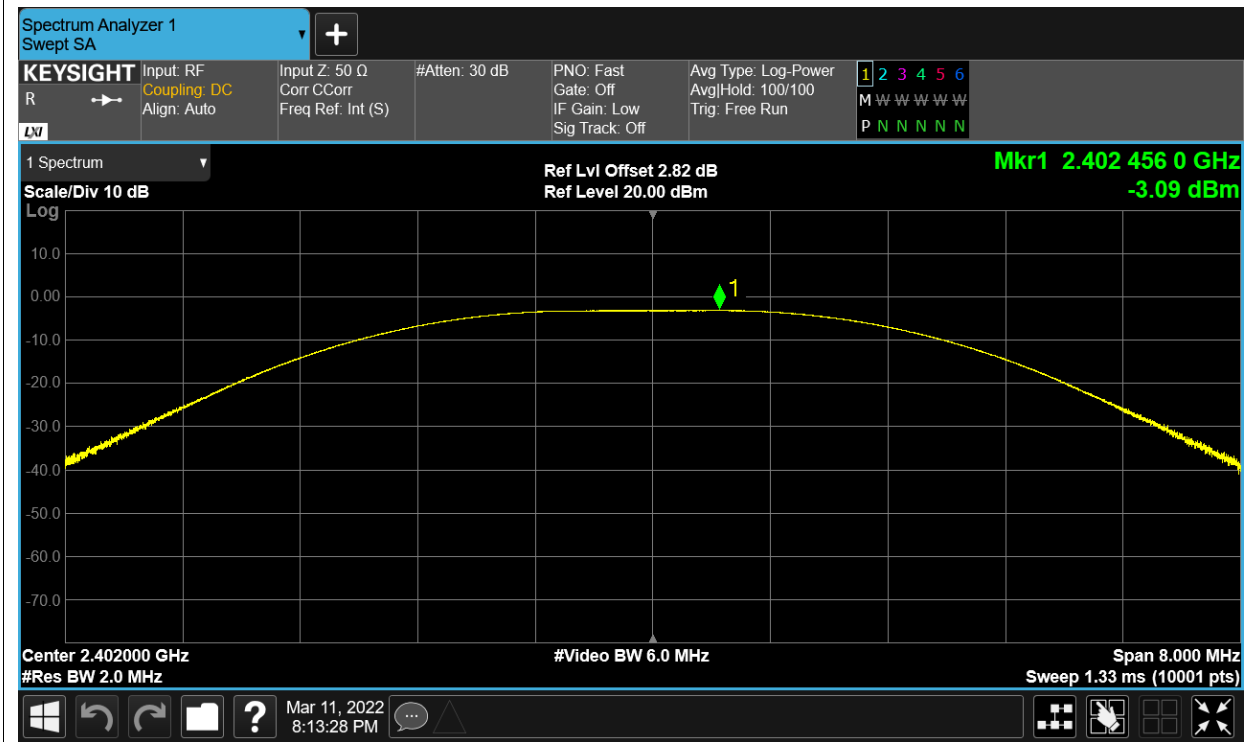 Spectrum Analyzer 1
Swept SA
+
KEYSIGHT
R
LXI
Input: RF
Coupling: DC
Align: Auto
Input Z: 50 Ω
Corr CCorr
Freq Ref: Int (S)
#Atten: 30 dB
PNO: Fast
Gate: Off
IF Gain: Low
Sig Track: Off
Avg Type: Log-Power
Avg|Hold: 100/100
Trig: Free Run
1 2 3 4 5 6
M W W W W W
P N N N N N
1 Spectrum
Scale/Div 10 dB
Ref Lvl Offset 2.82 dB
Ref Level 20.00 dBm
Mkr1 2.402 456 0 GHz
-3.09 dBm
Log
10.0
0.00
1
-10.0
-20.0
-30.0
-40.0
-50.0
-60.0
-70.0
Center 2.402000 GHz
#Res BW 2.0 MHz
#Video BW 6.0 MHz
Span 8.000 MHz
Sweep 1.33 ms (10001 pts)
?
Mar 11, 2022
8:13:28 PM